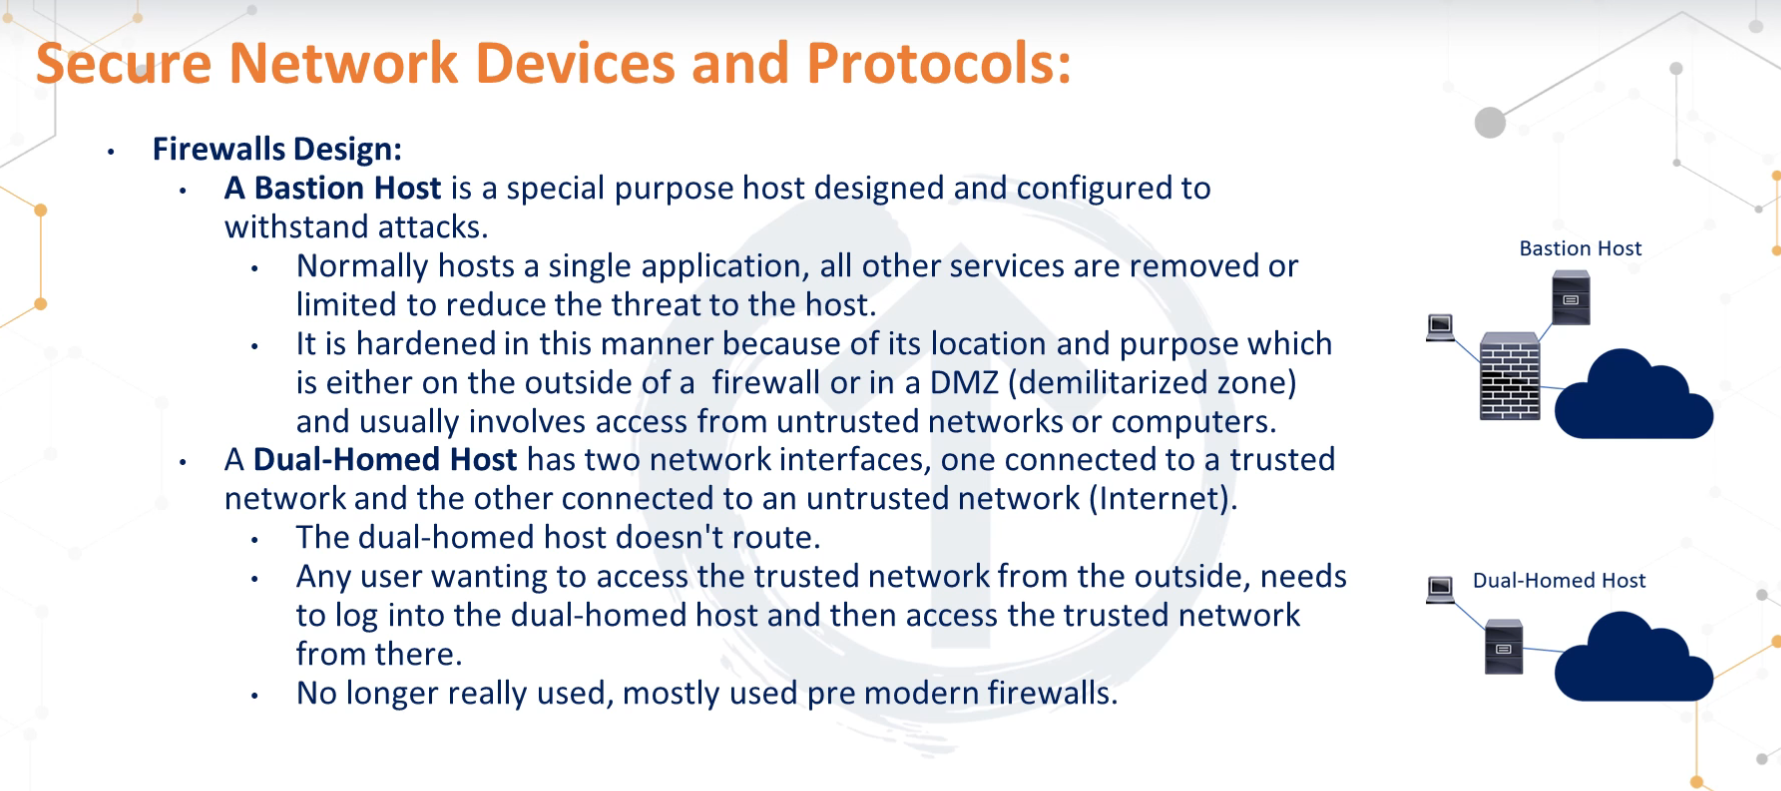 Secure Network Devices and Protocols:
• Firewalls Design:
• A Bastion Host is a special purpose host designed and configured to
withstand attacks.
• Normally hosts a single application, all other services are removed or
limited to reduce the threat to the host.
• It is hardened in this manner because of its location and purpose which
is either on the outside of a  firewall or in a DMZ (demilitarized zone)
and usually involves access from untrusted networks or computers.
• A Dual-Homed Host has two network interfaces, one connected to a trusted
network and the other connected to an untrusted network (Internet).
• The dual-homed host doesn't route.
• Any user wanting to access the trusted network from the outside, needs
to log into the dual-homed host and then access the trusted network
from there.
• No longer really used, mostly used pre modern firewalls.
Bastion Host
Dual-Homed Host